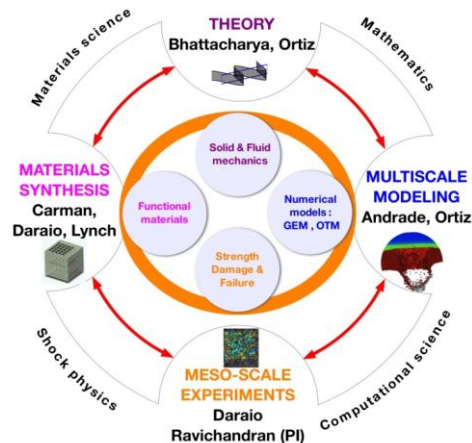 THEORY
Bhattacharya, Ortiz
Materials science
Mathematics
Solid & Fluid
mechanics
MATERIALS
SYNTHESIS
Carman,
Daraio, Lynch
Functional
materials
Numerical
models :
GEM , OTM
MULTISCALE
MODELING
Andrade, Ortiz
Strength
Damage &
Failure
Shock physics
Computational science
MESO-SCALE
EXPERIMENTS
Daraio
Ravichandran (PI)